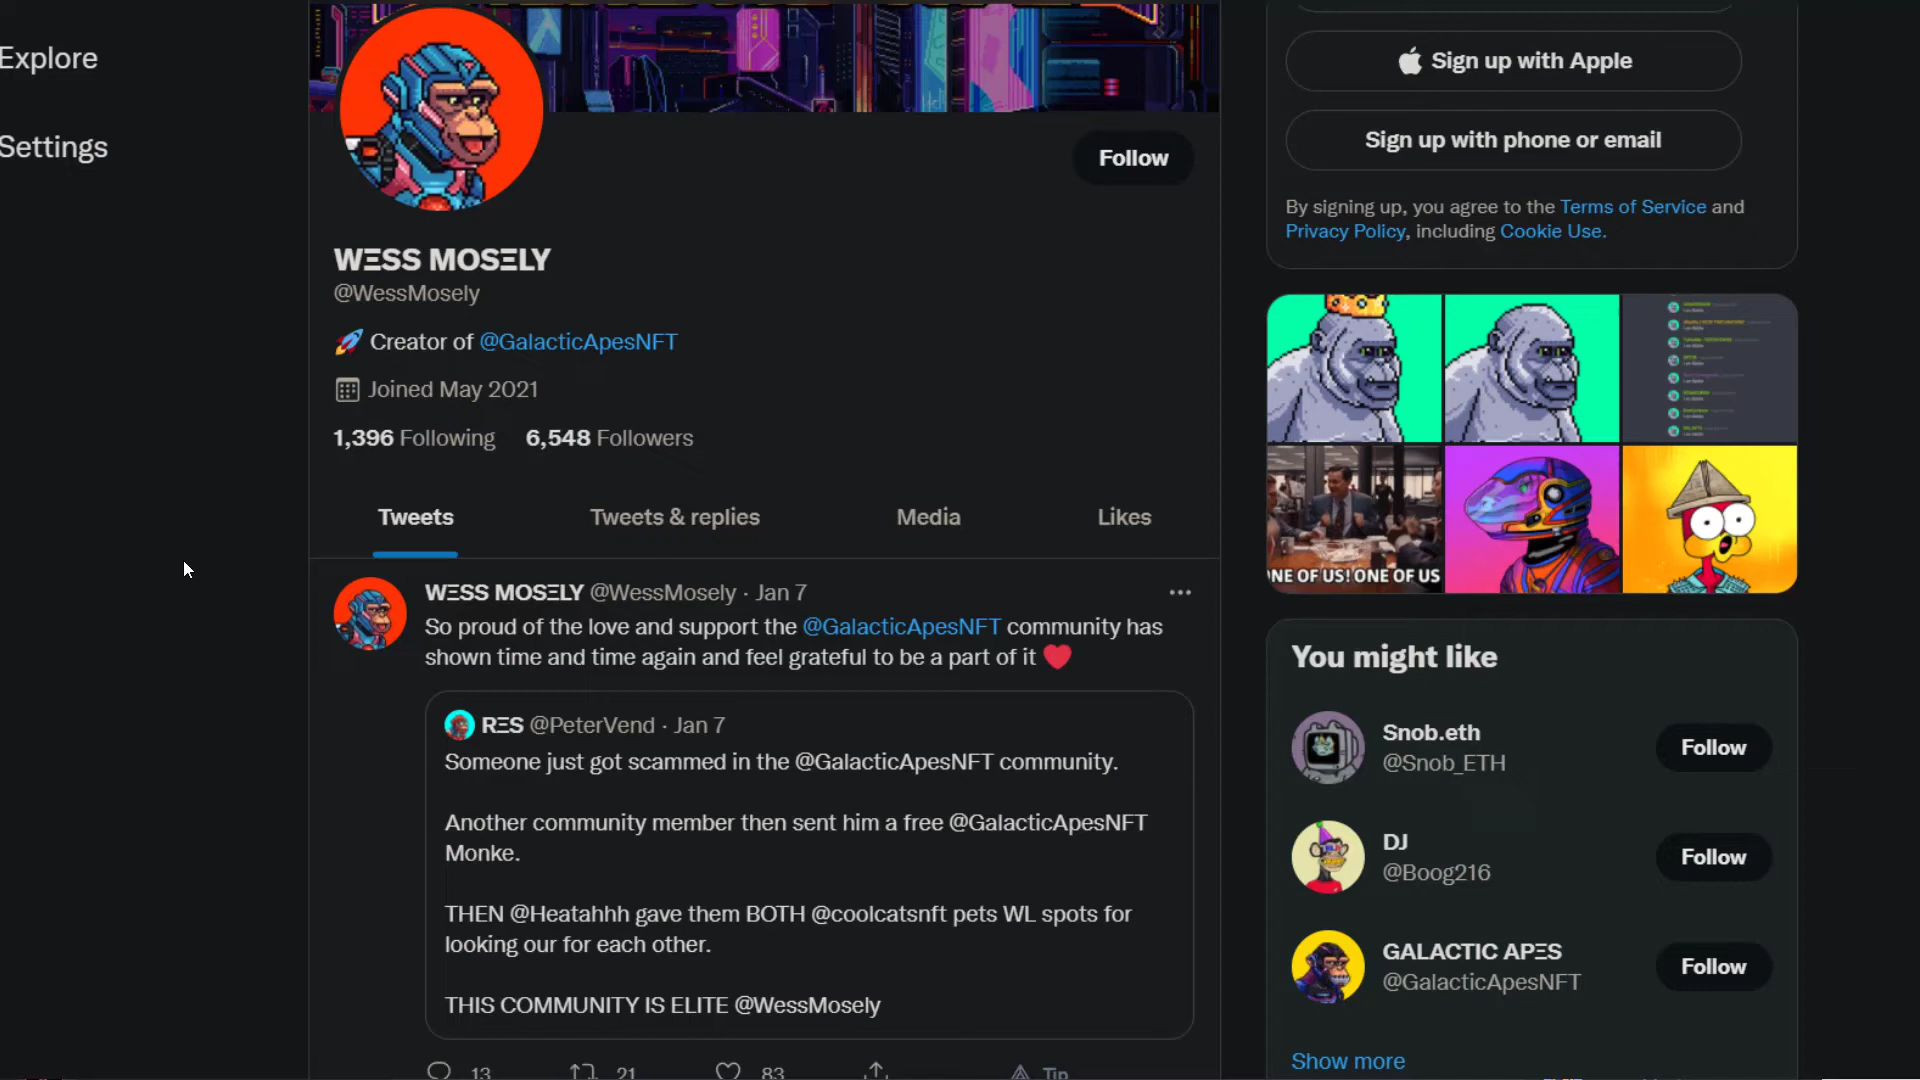 Explore
Settings
Follow
WΞSS MOSΞLY
@WessMosely
🚀 Creator of @GalacticApesNFT
Joined May 2021
1,396 Following 6,548 Followers
Tweets Tweets & replies Media Likes
WΞSS MOSΞLY @WessMosely · Jan 7
So proud of the love and support the @GalacticApesNFT community has
shown time and time again and feel grateful to be a part of it ❤️
RΞS @PeterVend · Jan 7
Someone just got scammed in the @GalacticApesNFT community.
Another community member then sent him a free @GalacticApesNFT
Monke.
THEN @Heatahhh gave them BOTH @coolcatsnft pets WL spots for
looking our for each other.
THIS COMMUNITY IS ELITE @WessMosely
13 21 83 Tip
Sign up with Apple
Sign up with phone or email
By signing up, you agree to the Terms of Service and
Privacy Policy, including Cookie Use.
NE OF US! ONE OF US
You might like
Snob.eth
@Snob_ETH
Follow
DJ
@Boog216
Follow
GALACTIC APΞS
@GalacticApesNFT
Follow
Show more